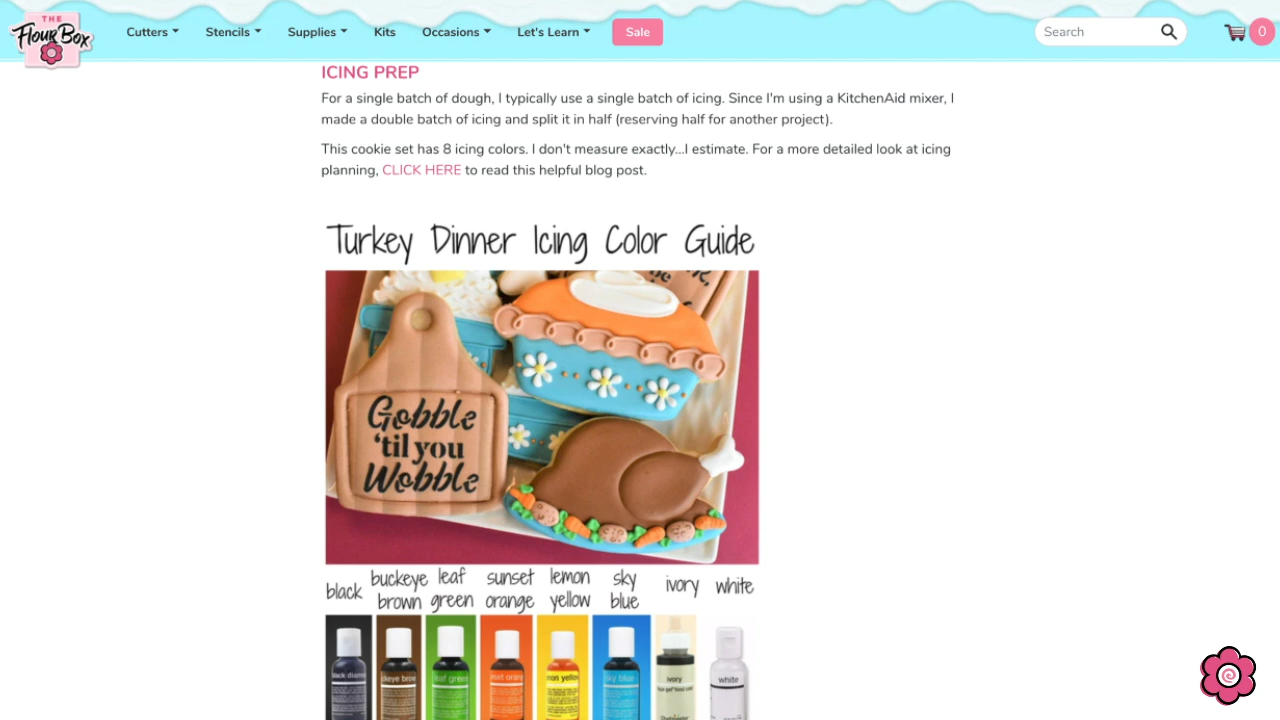 THE
Flour Box
Cutters
Stencils
Supplies
Kits
Occasions
Let's Learn
Sale
Search
0
ICING PREP
For a single batch of dough, I typically use a single batch of icing. Since I'm using a KitchenAid mixer, I
made a double batch of icing and split it in half (reserving half for another project).
This cookie set has 8 icing colors. I don't measure exactly...I estimate. For a more detailed look at icing
planning, CLICK HERE to read this helpful blog post.
Turkey Dinner Icing Color Guide
Gobble
'til you
Wobble
black
buckeye brown
leaf green
sunset orange
lemon yellow
sky blue
ivory
white
leaf green
sky blue
ivory
white